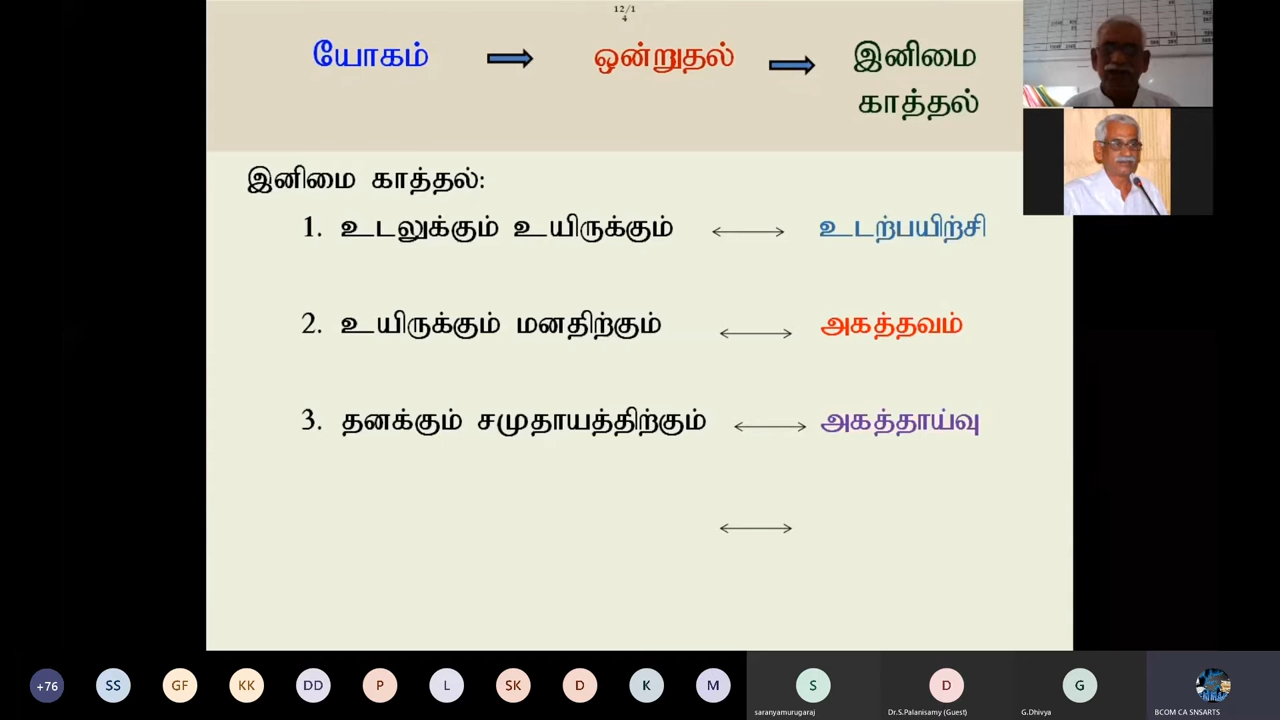 12/1
4
யோகம் ஒன்றுதல் இனிமை
காத்தல்
இனிமை காத்தல்:
1. உடலுக்கும் உயிருக்கும் உடற்பயிற்சி
2. உயிருக்கும் மனதிற்கும் அகத்தவம்
3. தனக்கும் சமுதாயத்திற்கும் அகத்தாய்வு
+76 SS GF KK DD P L SK D K M S D G
saranyamurugaraj Dr.S.Palanisamy (Guest) G.Dhivya BCOM CA SNSARTS